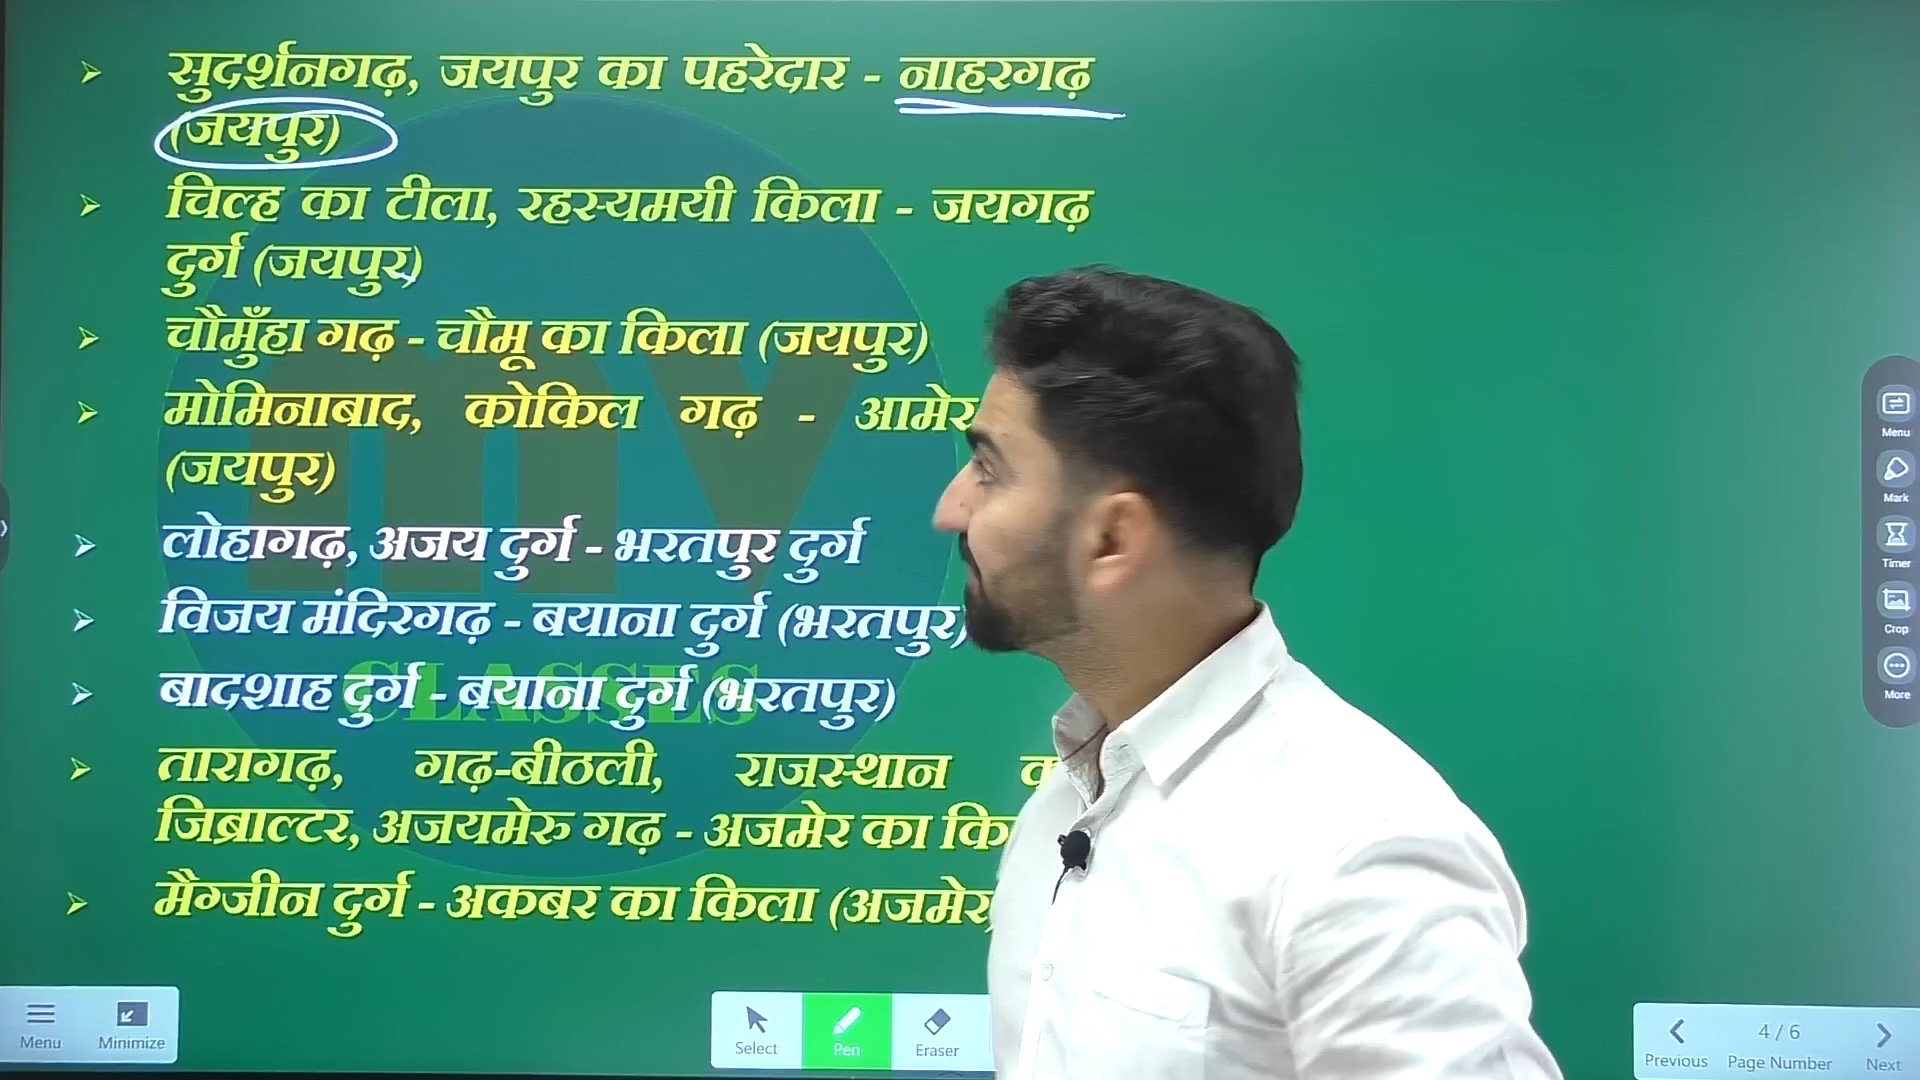 सुदर्शनगढ़, जयपुर का पहरेदार - नाहरगढ़
(जयपुर)
चिल्ह का टीला, रहस्यमयी किला - जयगढ़
दुर्ग (जयपुर)
चौमुँहा गढ़ - चौमू का किला (जयपुर)
मोमिनाबाद, कोकिल गढ़ - आमेर
(जयपुर)
लोहागढ़, अजय दुर्ग - भरतपुर दुर्ग
विजय मंदिरगढ़ - बयाना दुर्ग (भरतपुर)
बादशाह दुर्ग - बयाना दुर्ग (भरतपुर)
तारागढ़, गढ़-बीठली, राजस्थान
जिब्राल्टर, अजयमेरु गढ़ - अजमेर का
मैग्जीन दुर्ग - अकबर का किला (अजमेर)
mv
CLASSES
Menu
Mark
Timer
Crop
More
Menu Minimize
Select Pen Eraser
4 / 6
Previous Page Number Next